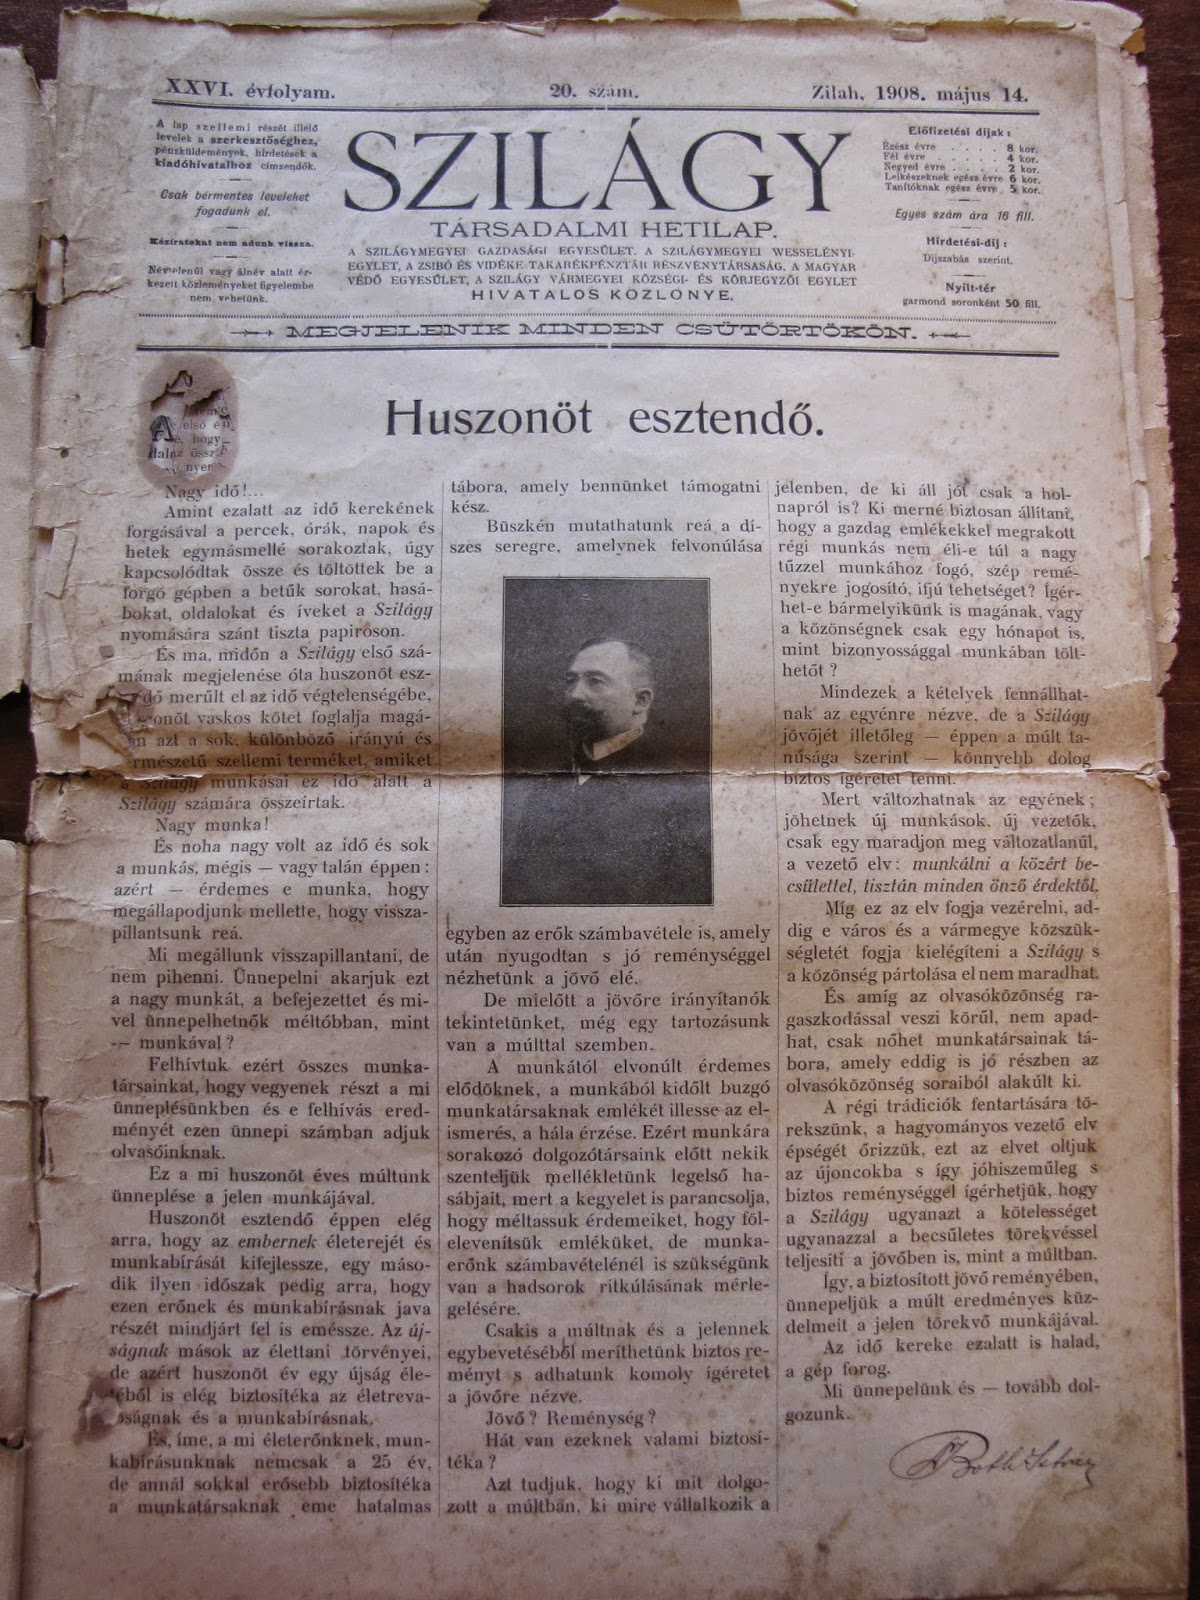 XXVI. évfolyam.
20. szám.
Zilah, 1908. május 14.
A lap szellemi részét illető
levelek a szerkesztőséghez,
pénzküldemények, hirdetések a
kiadóhivatalhoz címzendők.
Csak bérmentes leveleket
fogadunk el.
Kéziratokat nem adunk vissza.
Névtelenül vagy álnév alatt ér-
kezett közleményeket figyelembe
nem vehetünk.
SZILÁGY
TÁRSADALMI HETILAP.
A SZILÁGYMEGYEI GAZDASÁGI EGYESÜLET, A SZILÁGYMEGYEI WESSELÉNYI-
EGYLET, A ZSIBÓ ÉS VIDÉKE TAKARÉKPÉNZTÁR RÉSZVÉNYTÁRSASÁG, A MAGYAR
VÉDŐ EGYESÜLET, A SZILÁGY VÁRMEGYEI KÖZSÉGI- ÉS KÖRJEGYZŐI EGYLET
HIVATALOS KÖZLÖNYE.
Előfizetési díjak:
Egész évre . . . . 8 kor.
Fél évre . . . . . 4 kor.
Negyed évre . . . . 2 kor.
Lelkészeknek egész évre 6 kor.
Tanítóknak egész évre 5 kor.
Egyes szám ára 16 fill.
Hirdetési-díj:
Díjszabás szerint.
Nyílt-tér
garmond soronként 50 fill.
MEGJELENIK MINDEN CSÜTÖRTÖKÖN.
Huszonöt esztendő.
A
első
hogy
Nagy idő!...
Amint ezalatt az idő kerekének
forgásával a percek, órák, napok és
hetek egymásmellé sorakoztak, úgy
kapcsolódtak össze és töltöttek be a
forgó gépben a betűk sorokat, hasá-
bokat, oldalokat és íveket a Szilágy
nyomására szánt tiszta papiroson.
És ma, midőn a Szilágy első szá-
mának megjelenése óta huszonöt esz-
dő merűlt el az idő végtelenségébe,
szonöt vaskos kötet foglalja magá-
an azt a sok, különböző irányú és
rmészetű szellemi terméket, amiket
a Szilágy munkásai ez idő alatt a
Szilágy számára összeírtak.
Nagy munka!
És noha nagy volt az idő és sok
a munkás, mégis — vagy talán éppen:
azért — érdemes e munka, hogy
megállapodjunk mellette, hogy vissza-
pillantsunk reá.
Mi megállunk visszapillantani, de
nem pihenni. Ünnepelni akarjuk ezt
a nagy munkát, a befejezettet és mi-
vel ünnepelhetnők méltóbban, mint
— munkával?
Felhívtuk ezért összes munka-
társainkat, hogy vegyenek részt a mi
ünneplésünkben és e felhívás ered-
ményét ezen ünnepi számban adjuk
olvasóinknak.
Ez a mi huszonöt éves múltunk
ünneplése a jelen munkájával.
Huszonöt esztendő éppen elég
arra, hogy az embernek életerejét és
munkabírását kifejlessze, egy máso-
dik ilyen időszak pedig arra, hogy
ezen erőnek és munkabírásnak java
részét mindjárt fel is eméssze. Az új-
ságnak mások az élettani törvényei,
de azért huszonöt év egy újság éle-
téből is elég biztosítéka az életreva-
lóságnak és a munkabírásnak.
És, íme, a mi életerőnknek, mun-
kabírásunknak nemcsak a 25 év,
de annál sokkal erősebb biztosítéka
a munkatársaknak eme hatalmas
tábora, amely bennünket támogatni
kész.
Büszkén mutathatunk reá a dí-
szes seregre, amelynek felvonúlása
egyben az erők számbavétele is, amely
után nyugodtan s jó reménységgel
nézhetünk a jövő elé.
De mielőtt a jövőre irányítanók
tekintetünket, még egy tartozásunk
van a múlttal szemben.
A munkától elvonúlt érdemes
elődöknek, a munkából kidőlt buzgó
munkatársaknak emlékét illesse az el-
ismerés, a hála érzése. Ezért munkára
sorakozó dolgozótársaink előtt nekik
szenteljük mellékletünk legelső ha-
sábjait, mert a kegyelet is parancsolja,
hogy méltassuk érdemeiket, hogy föl-
elevenítsük emléküket, de munka-
erőnk számbavételénél is szükségünk
van a hadsorok ritkúlásának mérle-
gelésére.
Csakis a múltnak és a jelennek
egybevetéséből meríthetünk biztos re-
ményt s adhatunk komoly ígéretet
a jövőre nézve.
Jövő? Reménység?
Hát van ezeknek valami biztosí-
téka?
Azt tudjuk, hogy ki mit dolgo-
zott a múltban, ki mire vállalkozik a
jelenben, de ki áll jót csak a hol-
napról is? Ki merné biztosan állítani,
hogy a gazdag emlékekkel megrakott
régi munkás nem éli-e túl a nagy
tűzzel munkához fogó, szép remé-
nyekre jogosító, ifjú tehetséget? Ígér-
het-e bármelyikünk is magának, vagy
a közönségnek csak egy hónapot is,
mint bizonyossággal munkában tölt-
hetőt?
Mindezek a kételyek fennállhat-
nak az egyénre nézve, de a Szilágy
jövőjét illetőleg — éppen a múlt ta-
núsága szerint — könnyebb dolog
biztos ígéretet tenni.
Mert változhatnak az egyének;
jöhetnek új munkások, új vezetők,
csak egy maradjon meg változatlanúl,
a vezető elv: munkálni a közért be-
csülettel, tisztán minden önző érdektől.
Míg ez az elv fogja vezérelni, ad-
dig e város és a vármegye közszük-
ségletét fogja kielégíteni a Szilágy s
a közönség pártolása el nem maradhat.
És amíg az olvasóközönség ra-
gaszkodással veszi körűl, nem apad-
hat, csak nőhet munkatársainak tá-
bora, amely eddig is jó részben az
olvasóközönség soraiból alakúlt ki.
A régi trádiciók fentartására tö-
rekszünk, a hagyományos vezető elv
épségét őrizzük, ezt az elvet oltjuk
az újoncokba s így jóhiszeműleg s
biztos reménységgel ígérhetjük, hogy
a Szilágy ugyanazt a kötelességet
ugyanazzal a becsületes törekvéssel
teljesíti a jövőben is, mint a múltban.
Így, a biztosított jövő reményében,
ünnepeljük a múlt eredményes küz-
delmeit a jelen törekvő munkájával.
Az idő kereke ezalatt is halad,
a gép forog.
Mi ünnepelünk és — tovább dol-
gozunk.